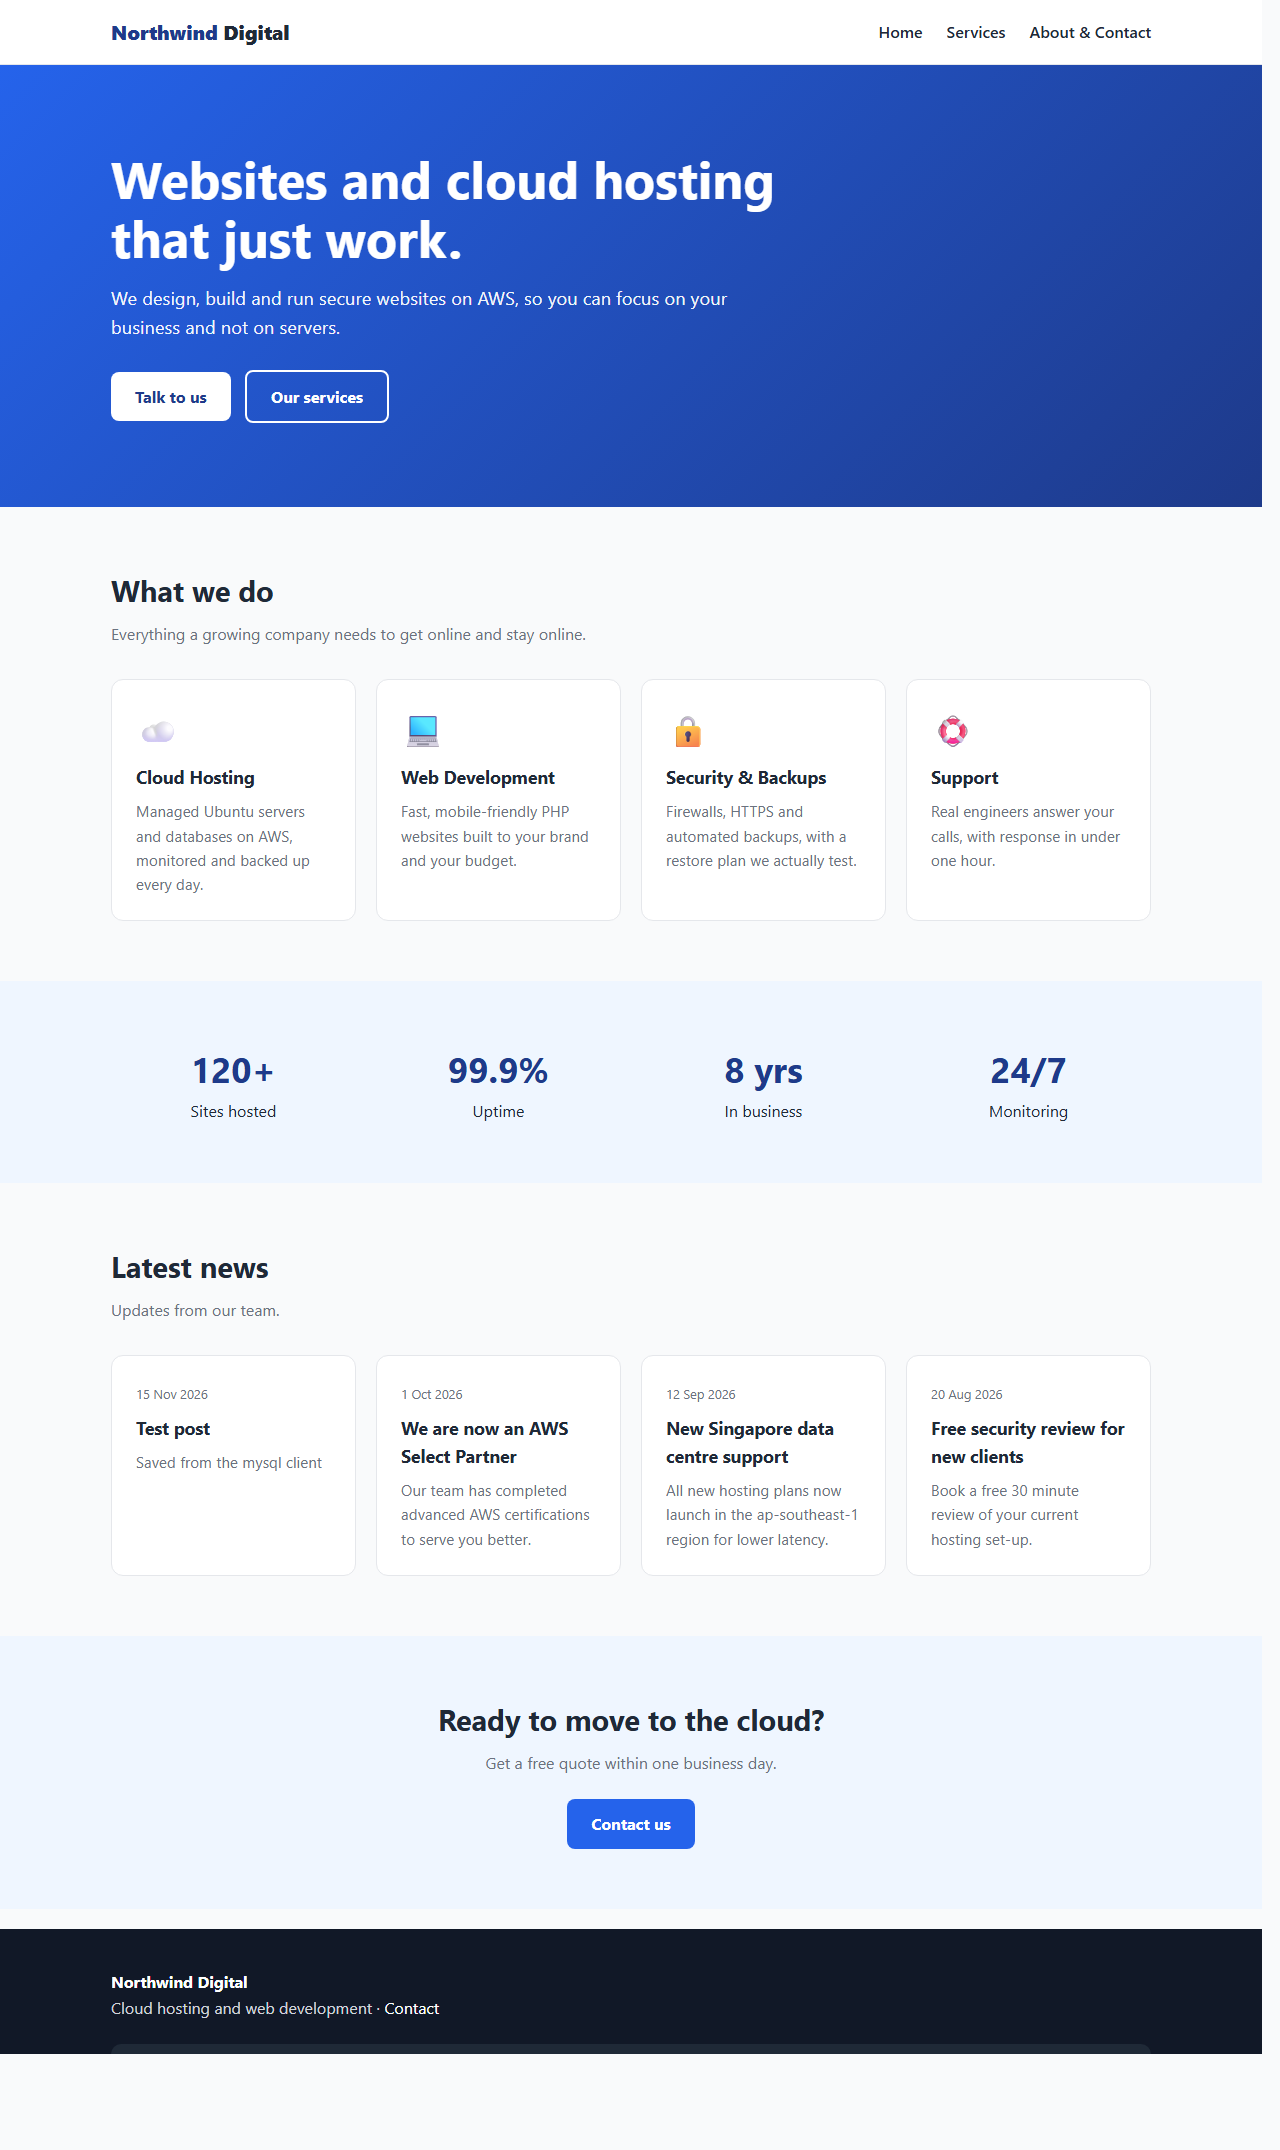 Northwind Digital
Home Services About & Contact
Websites and cloud hosting
that just work.
We design, build and run secure websites on AWS, so you can focus on your
business and not on servers.
Talk to us
Our services
What we do
Everything a growing company needs to get online and stay online.
Cloud Hosting
Managed Ubuntu servers
and databases on AWS,
monitored and backed up
every day.
Web Development
Fast, mobile-friendly PHP
websites built to your brand
and your budget.
Security & Backups
Firewalls, HTTPS and
automated backups, with a
restore plan we actually test.
Support
Real engineers answer your
calls, with response in under
one hour.
120+
Sites hosted
99.9%
Uptime
8 yrs
In business
24/7
Monitoring
Latest news
Updates from our team.
15 Nov 2026
Test post
Saved from the mysql client
1 Oct 2026
We are now an AWS
Select Partner
Our team has completed
advanced AWS certifications
to serve you better.
12 Sep 2026
New Singapore data
centre support
All new hosting plans now
launch in the ap-southeast-1
region for lower latency.
20 Aug 2026
Free security review for
new clients
Book a free 30 minute
review of your current
hosting set-up.
Ready to move to the cloud?
Get a free quote within one business day.
Contact us
Northwind Digital
Cloud hosting and web development · Contact